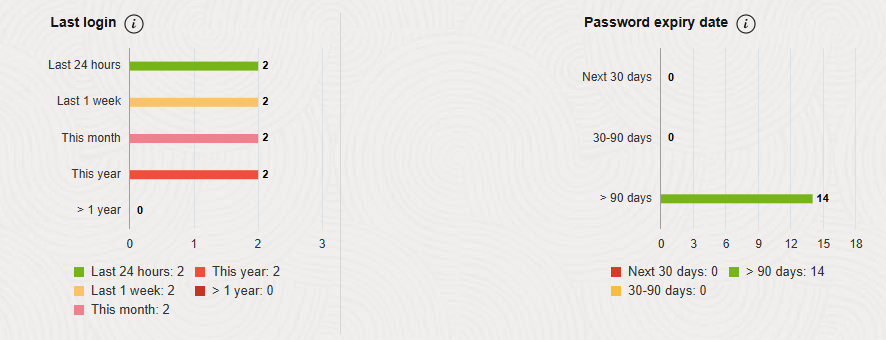 Last login i
Last 24 hours 2
Last 1 week 2
This month 2
This year 2
> 1 year 0
0 1 2 3
Last 24 hours: 2 This year: 2
Last 1 week: 2 > 1 year: 0
This month: 2
Password expiry date i
Next 30 days 0
30-90 days 0
> 90 days 14
0 3 6 9 12 15 18
Next 30 days: 0 > 90 days: 14
30-90 days: 0